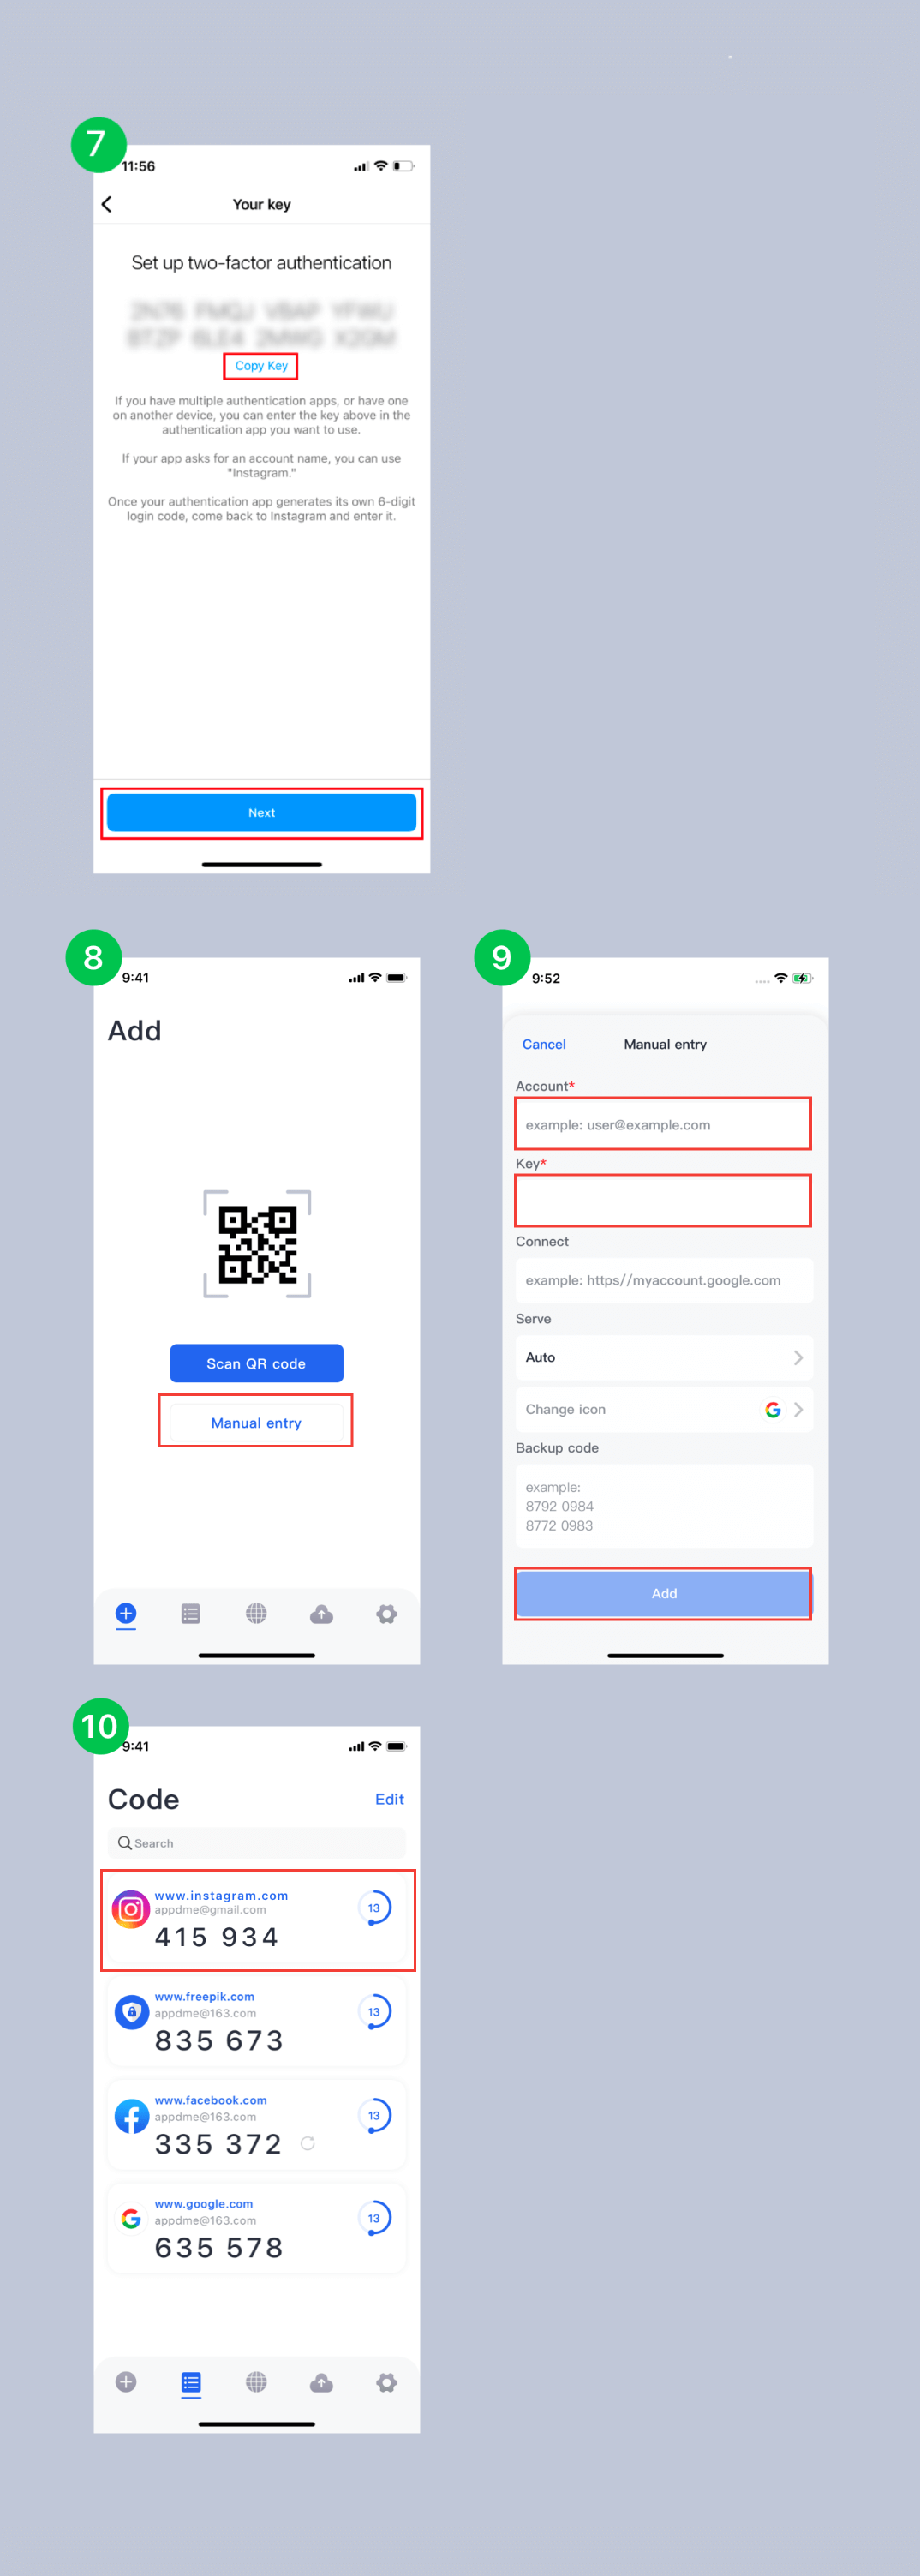 7
11:56
Your key
Set up two-factor authentication
Copy Key
If you have multiple authentication apps, or have one
on another device, you can enter the key above in the
authentication app you want to use.
If your app asks for an account name, you can use
"Instagram."
Once your authentication app generates its own 6-digit
login code, come back to Instagram and enter it.
Next
8
9:41
Add
Scan QR code
Manual entry
9
9:52
Cancel
Manual entry
Account*
example: user@example.com
Key*
Connect
example: https//myaccount.google.com
Serve
Auto
Change icon
Backup code
example:
8792 0984
8772 0983
Add
10
9:41
Code
Edit
Search
www.instagram.com
appdme@gmail.com
415 934
13
www.freepik.com
appdme@163.com
835 673
13
www.facebook.com
appdme@163.com
335 372
13
www.google.com
appdme@163.com
635 578
13